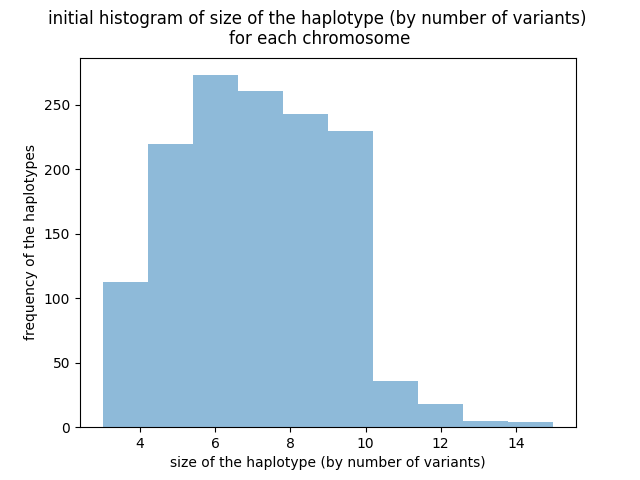 initial histogram of size of the haplotype (by number of variants)
for each chromosome
250
200
150
100
50
0
frequency of the haplotypes
4 6 8 10 12 14
size of the haplotype (by number of variants)